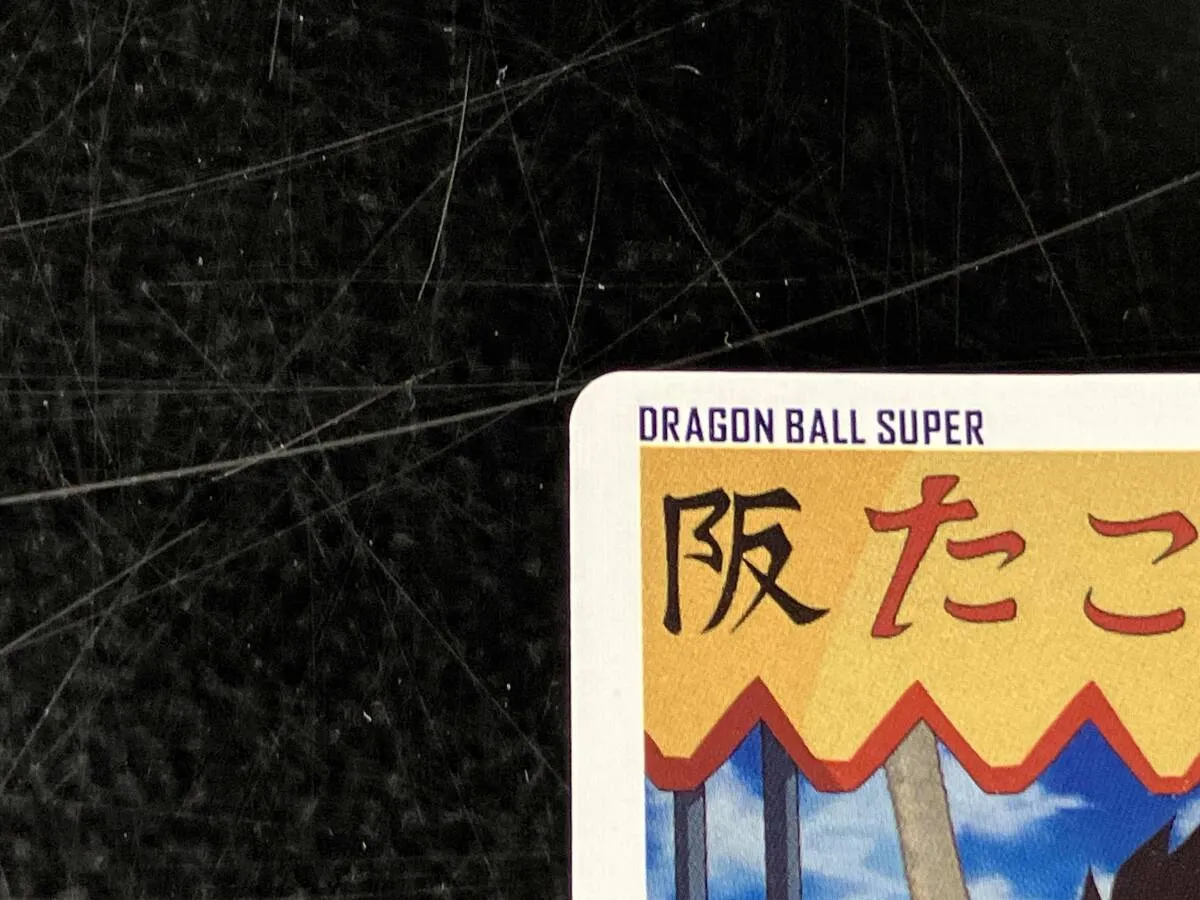 DRAGON BALL SUPER
阪たこ